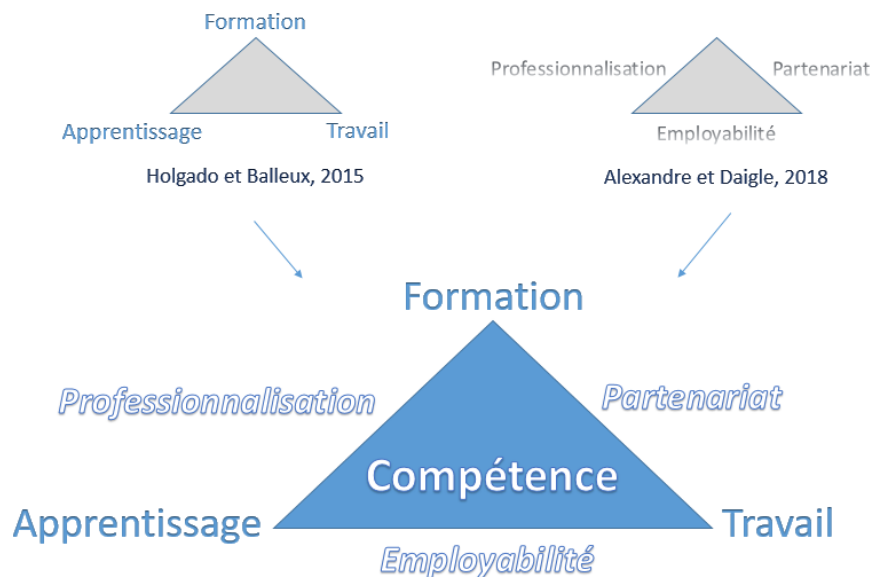 Formation
Apprentissage
Travail
Holgado et Balleux, 2015
Professionnalisation
Partenariat
Employabilité
Alexandre et Daigle, 2018
Formation
Professionnalisation
Partenariat
Compétence
Apprentissage
Travail
Employabilité